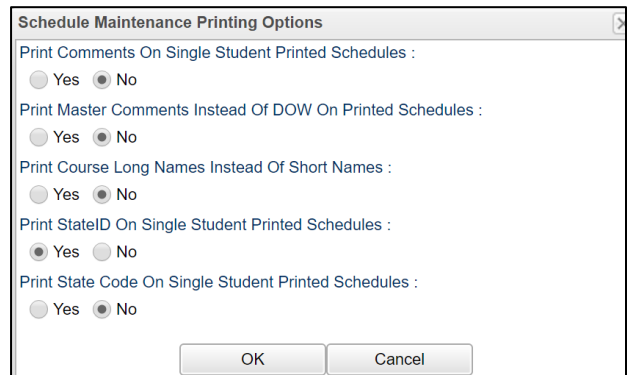 Schedule Maintenance Printing Options
Print Comments On Single Student Printed Schedules :
Yes No
Print Master Comments Instead Of DOW On Printed Schedules :
Yes No
Print Course Long Names Instead Of Short Names :
Yes No
Print StateID On Single Student Printed Schedules :
Yes No
Print State Code On Single Student Printed Schedules :
Yes No
OK Cancel